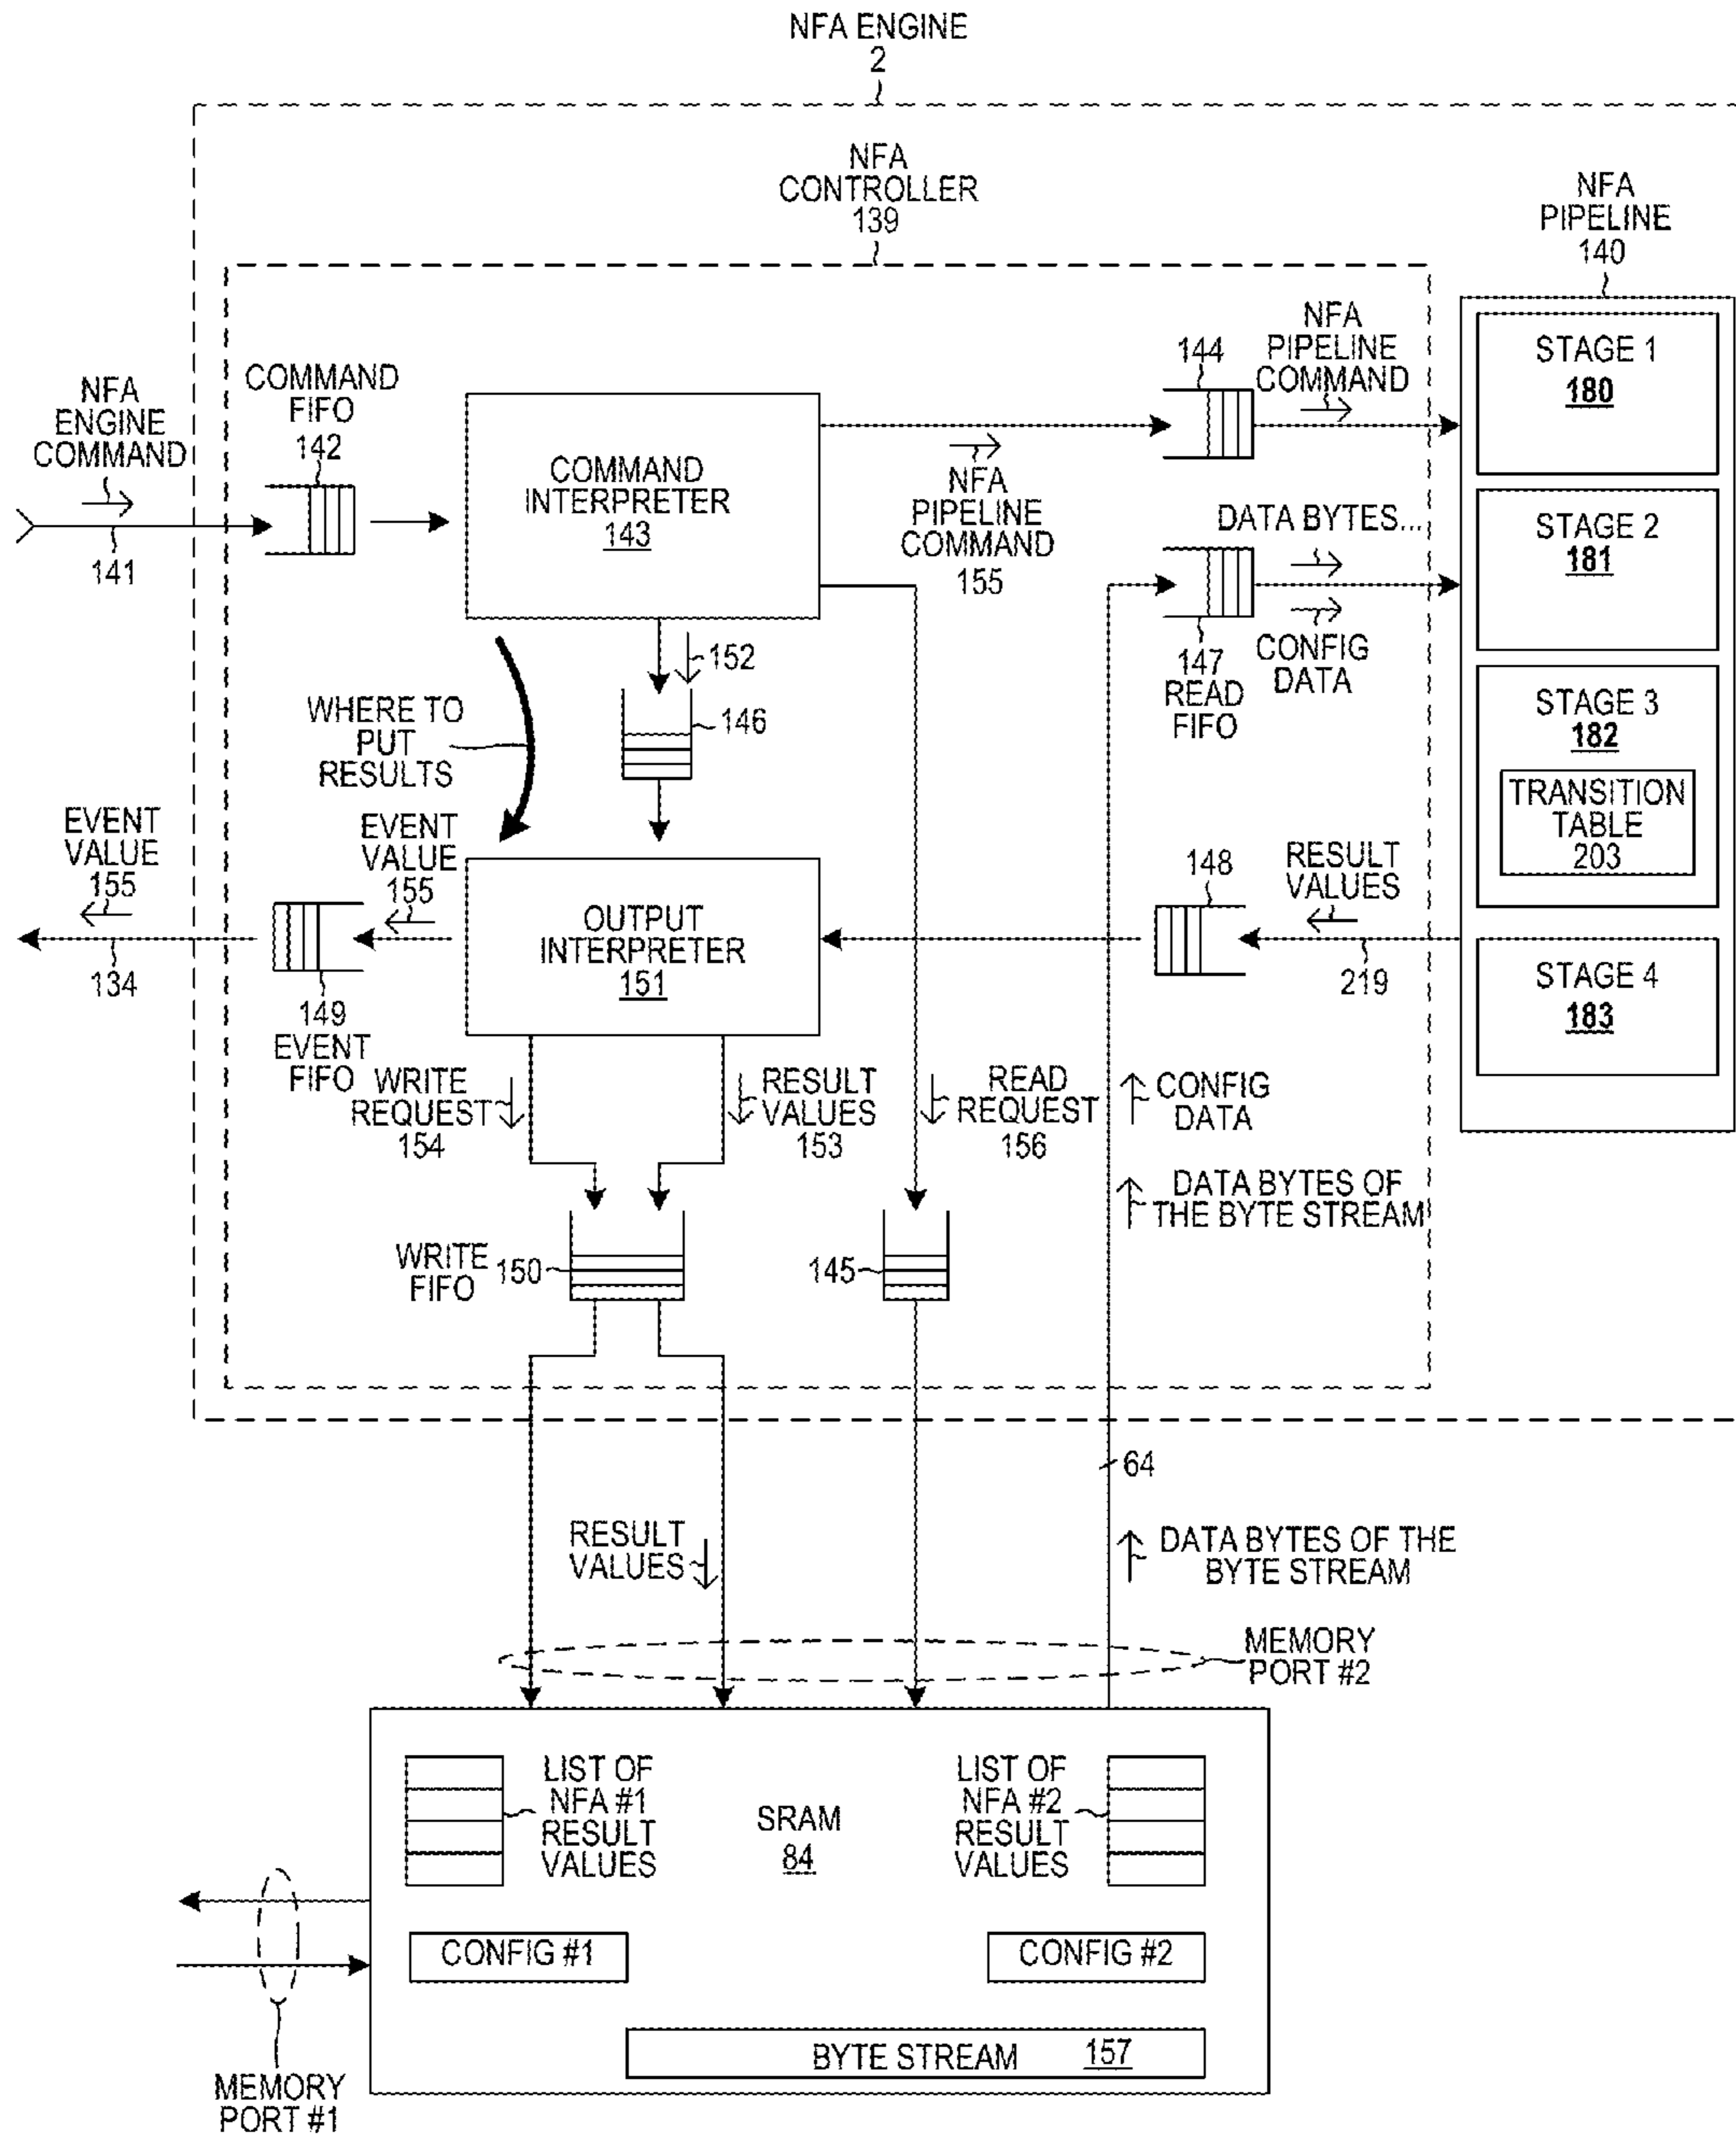 NFA ENGINE
2
NFA
CONTROLLER
139
NFA
PIPELINE
140
NFA
ENGINE
COMMAND
141
COMMAND
FIFO
142
COMMAND
INTERPRETER
143
144
NFA
PIPELINE
COMMAND
NFA
PIPELINE
COMMAND
155
DATA BYTES...
CONFIG
DATA
147
READ
FIFO
STAGE 1
180
STAGE 2
181
STAGE 3
182
TRANSITION
TABLE
203
STAGE 4
183
152
146
WHERE TO
PUT
RESULTS
EVENT
VALUE
155
134
EVENT
VALUE
155
149
EVENT
FIFO
OUTPUT
INTERPRETER
151
148
RESULT
VALUES
219
WRITE
REQUEST
154
RESULT
VALUES
153
READ
REQUEST
156
CONFIG
DATA
DATA BYTES OF
THE BYTE STREAM
WRITE
FIFO
150
145
64
RESULT
VALUES
DATA BYTES OF THE
BYTE STREAM
MEMORY
PORT #2
LIST OF
NFA #1
RESULT
VALUES
SRAM
84
LIST OF
NFA #2
RESULT
VALUES
CONFIG #1
CONFIG #2
BYTE STREAM 157
MEMORY
PORT #1